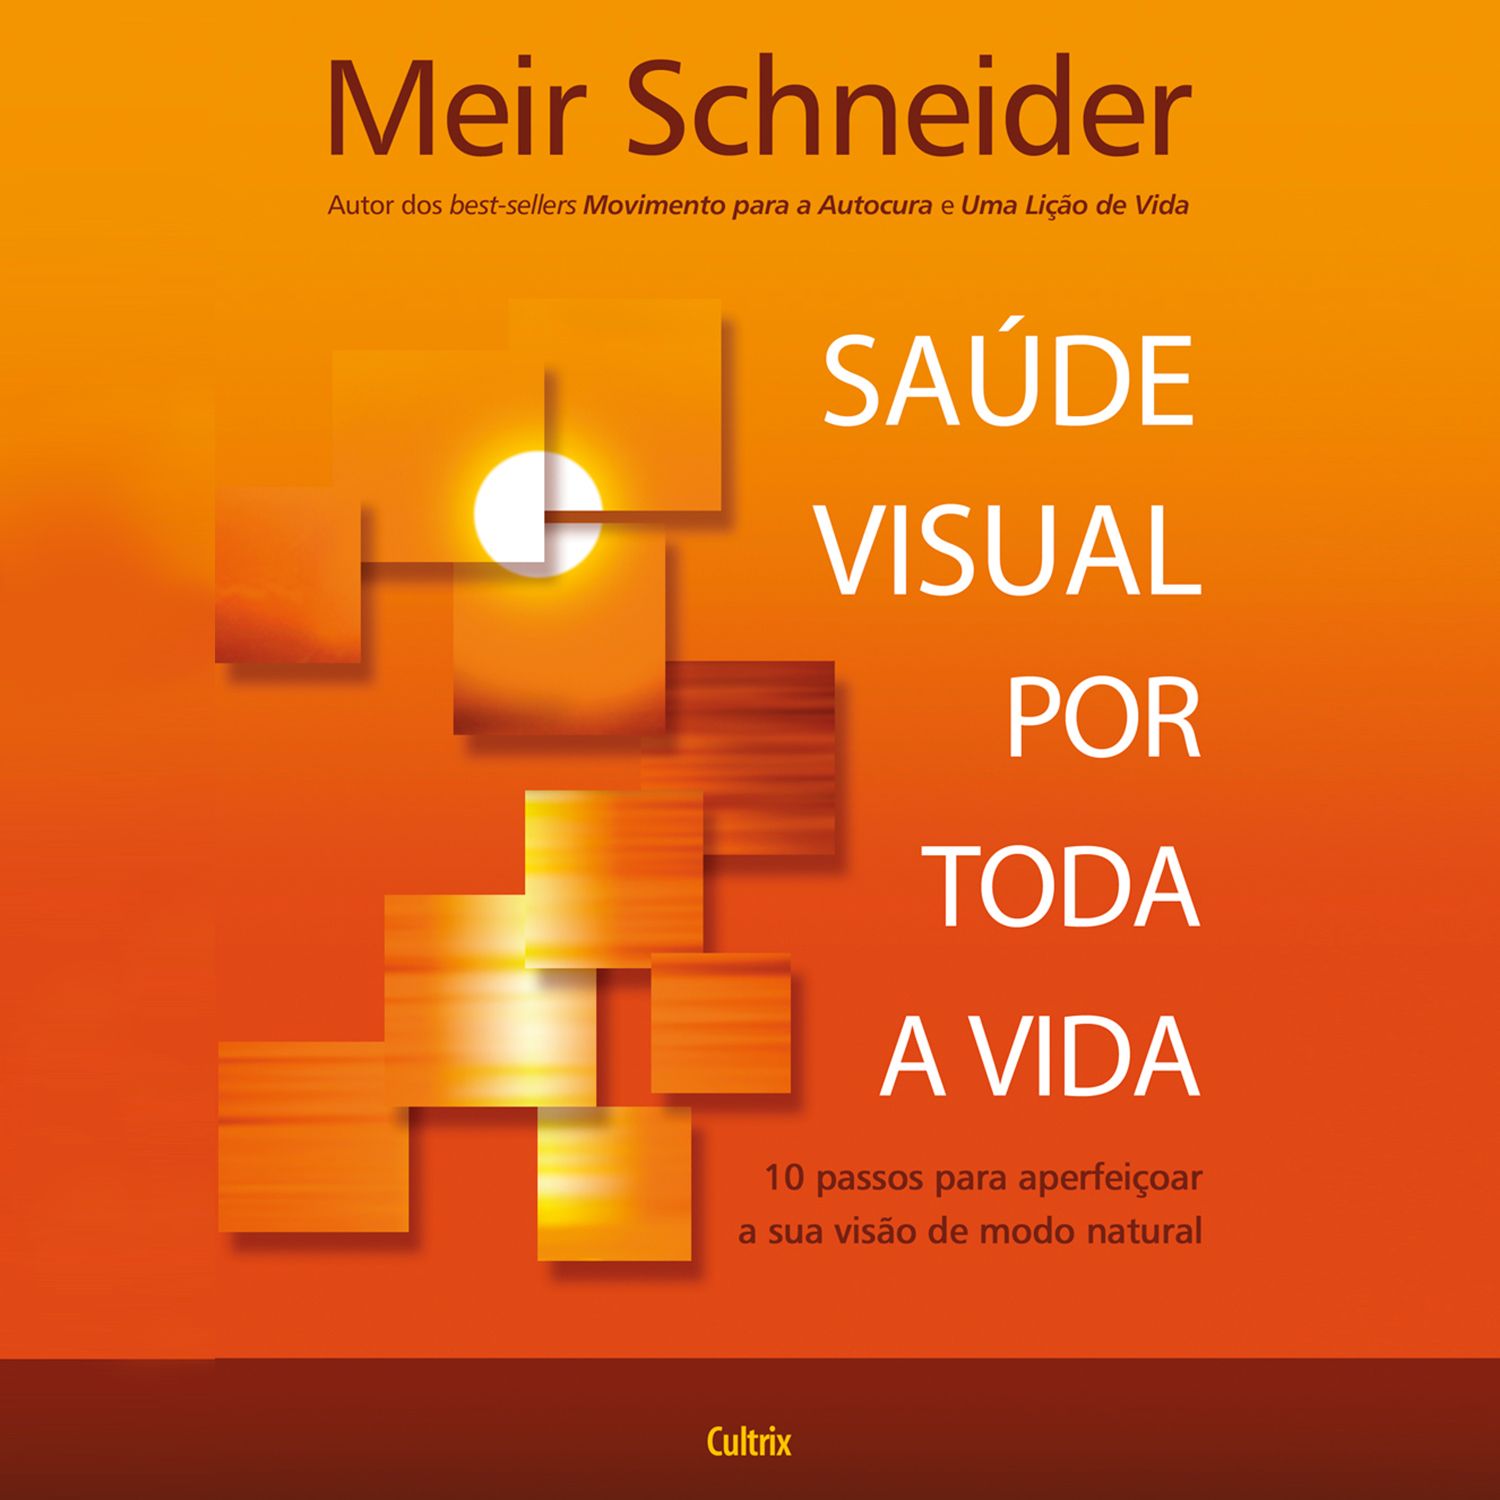 Meir Schneider
Autor dos best-sellers Movimento para a Autocura e Uma Lição de Vida
SAÚDE
VISUAL
POR
TODA
A VIDA
10 passos para aperfeiçoar
a sua visão de modo natural
Cultrix